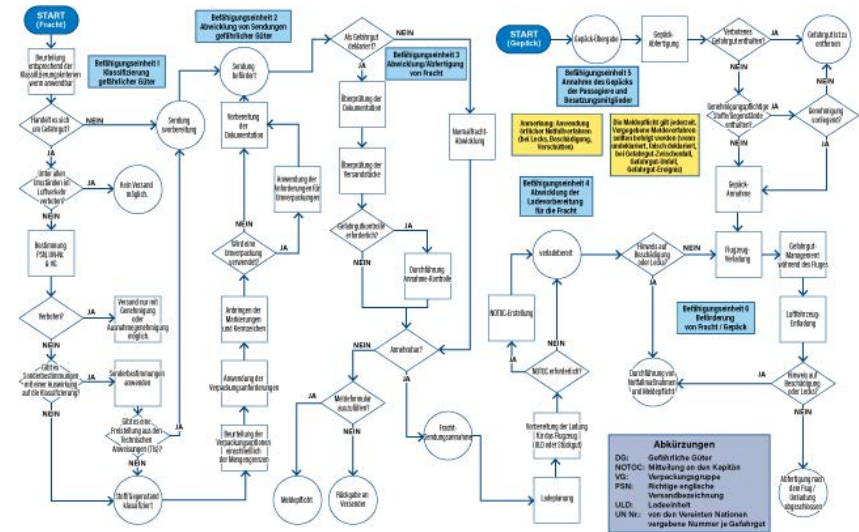 START
(Fracht)
Beurteilung
entsprechend der
Klassifizierungskriterien
wenn anwendbar
Befähigungseinheit 1
Klassifizierung
gefährlicher Güter
Handelt es sich
um Gefahrgut?
NEIN
JA
Sendung
vorbereitung
Unter allen
Umständen im
Luftverkehr
verboten?
JA
Kein Versand
möglich.
NEIN
Bestimmung
PSN, UN-Nr.
& VG
Verboten?
JA
Versand nur mit
Genehmigung
oder
Ausnahmegenehmigung
möglich.
NEIN
Gibt es
Sonderbestimmungen
mit einer Auswirkung
auf die Klassifizierung?
JA
Sonderbestimmungen
anwenden
NEIN
Gibt es eine
Freistellung aus den
Technischen
Anweisungen (TIs)?
JA
NEIN
Stoff/Gegenstand
klassifiziert
Befähigungseinheit 2
Abwicklung von Sendungen
gefährlicher Güter
Sendung
befördert
Vorbereitung
der
Dokumentation
Anwendung der
Anforderungen für
Umverpackungen
NEIN
JA
Wird eine
Umverpackung
verwendet?
Anbringen der
Markierungen
und Kennzeichen
Anwendung der
Verpackungsanforderungen
Beurteilung der
Verpackungsoptionen
einschließlich
der Mengengrenzen
Als Gefahrgut
deklariert?
NEIN
JA
Befähigungseinheit 3
Abwicklung/Abfertigung
von Fracht
Überprüfung der
Dokumentation
Überprüfung der
Versandstücke
Normalfracht-
Abwicklung
Gefahrgutkontrolle
erforderlich?
JA
NEIN
Durchführung
Annahme-Kontrolle
Annehmbar?
NEIN
JA
Meldeformular
auszufüllen?
JA
NEIN
Meldepflicht
Rückgabe an
Versender
Fracht-
Sendungsannahme
Ladeplanung
Vorbereitung der Ladung
für das Flugzeug
(ULD oder Stückgut)
NOTOC erforderlich?
JA
NEIN
NOTOC-Erstellung
verladebereit
Befähigungseinheit 4
Abwicklung der
Ladevorbereitung
für die Fracht
START
(Gepäck)
Gepäck-Übergabe
Gepäck-
Abfertigung
Verbotenes
Gefahrgut enthalten?
JA
Gefahrgut ist zu
entfernen
NEIN
Befähigungseinheit 5
Annahme des Gepäcks
der Passagiere und
Besatzungsmitglieder
Genehmigungspflichtige
Stoffe/Gegenstände
enthalten?
JA
NEIN
Genehmigung
vorliegend?
NEIN
JA
Anmerkung: Anwendung
örtlicher Notfallverfahren
(bei Lecks, Beschädigung,
Verschütten)
Die Meldepflicht gilt jederzeit.
Vorgegebene Meldeverfahren
sollten befolgt werden (wenn
undeklariert, falsch deklariert,
bei Gefahrgut-Zwischenfall,
Gefahrgut-Unfall,
Gefahrgut-Ereignis)
Gepäck-
Annahme
Hinweis auf
Beschädigung
oder Lecks?
NEIN
JA
Flugzeug-
Verladung
Gefahrgut-
Management
während des Fluges
Befähigungseinheit 6
Beförderung
von Fracht / Gepäck
Luftfahrzeug-
Entladung
Durchführung von
Notfallmaßnahmen
und Meldepflicht
JA
Hinweis auf
Beschädigung
oder Lecks?
NEIN
Abfertigung nach
dem Flug /
Umladung
abgeschlossen
Abkürzungen
DG: Gefährliche Güter
NOTOC: Mitteilung an den Kapitän
VG: Verpackungsgruppe
PSN: Richtige englische
Versandbezeichnung
ULD: Ladeeinheit
UN Nr.: von den Vereinten Nationen
vergebene Nummer je Gefahrgut